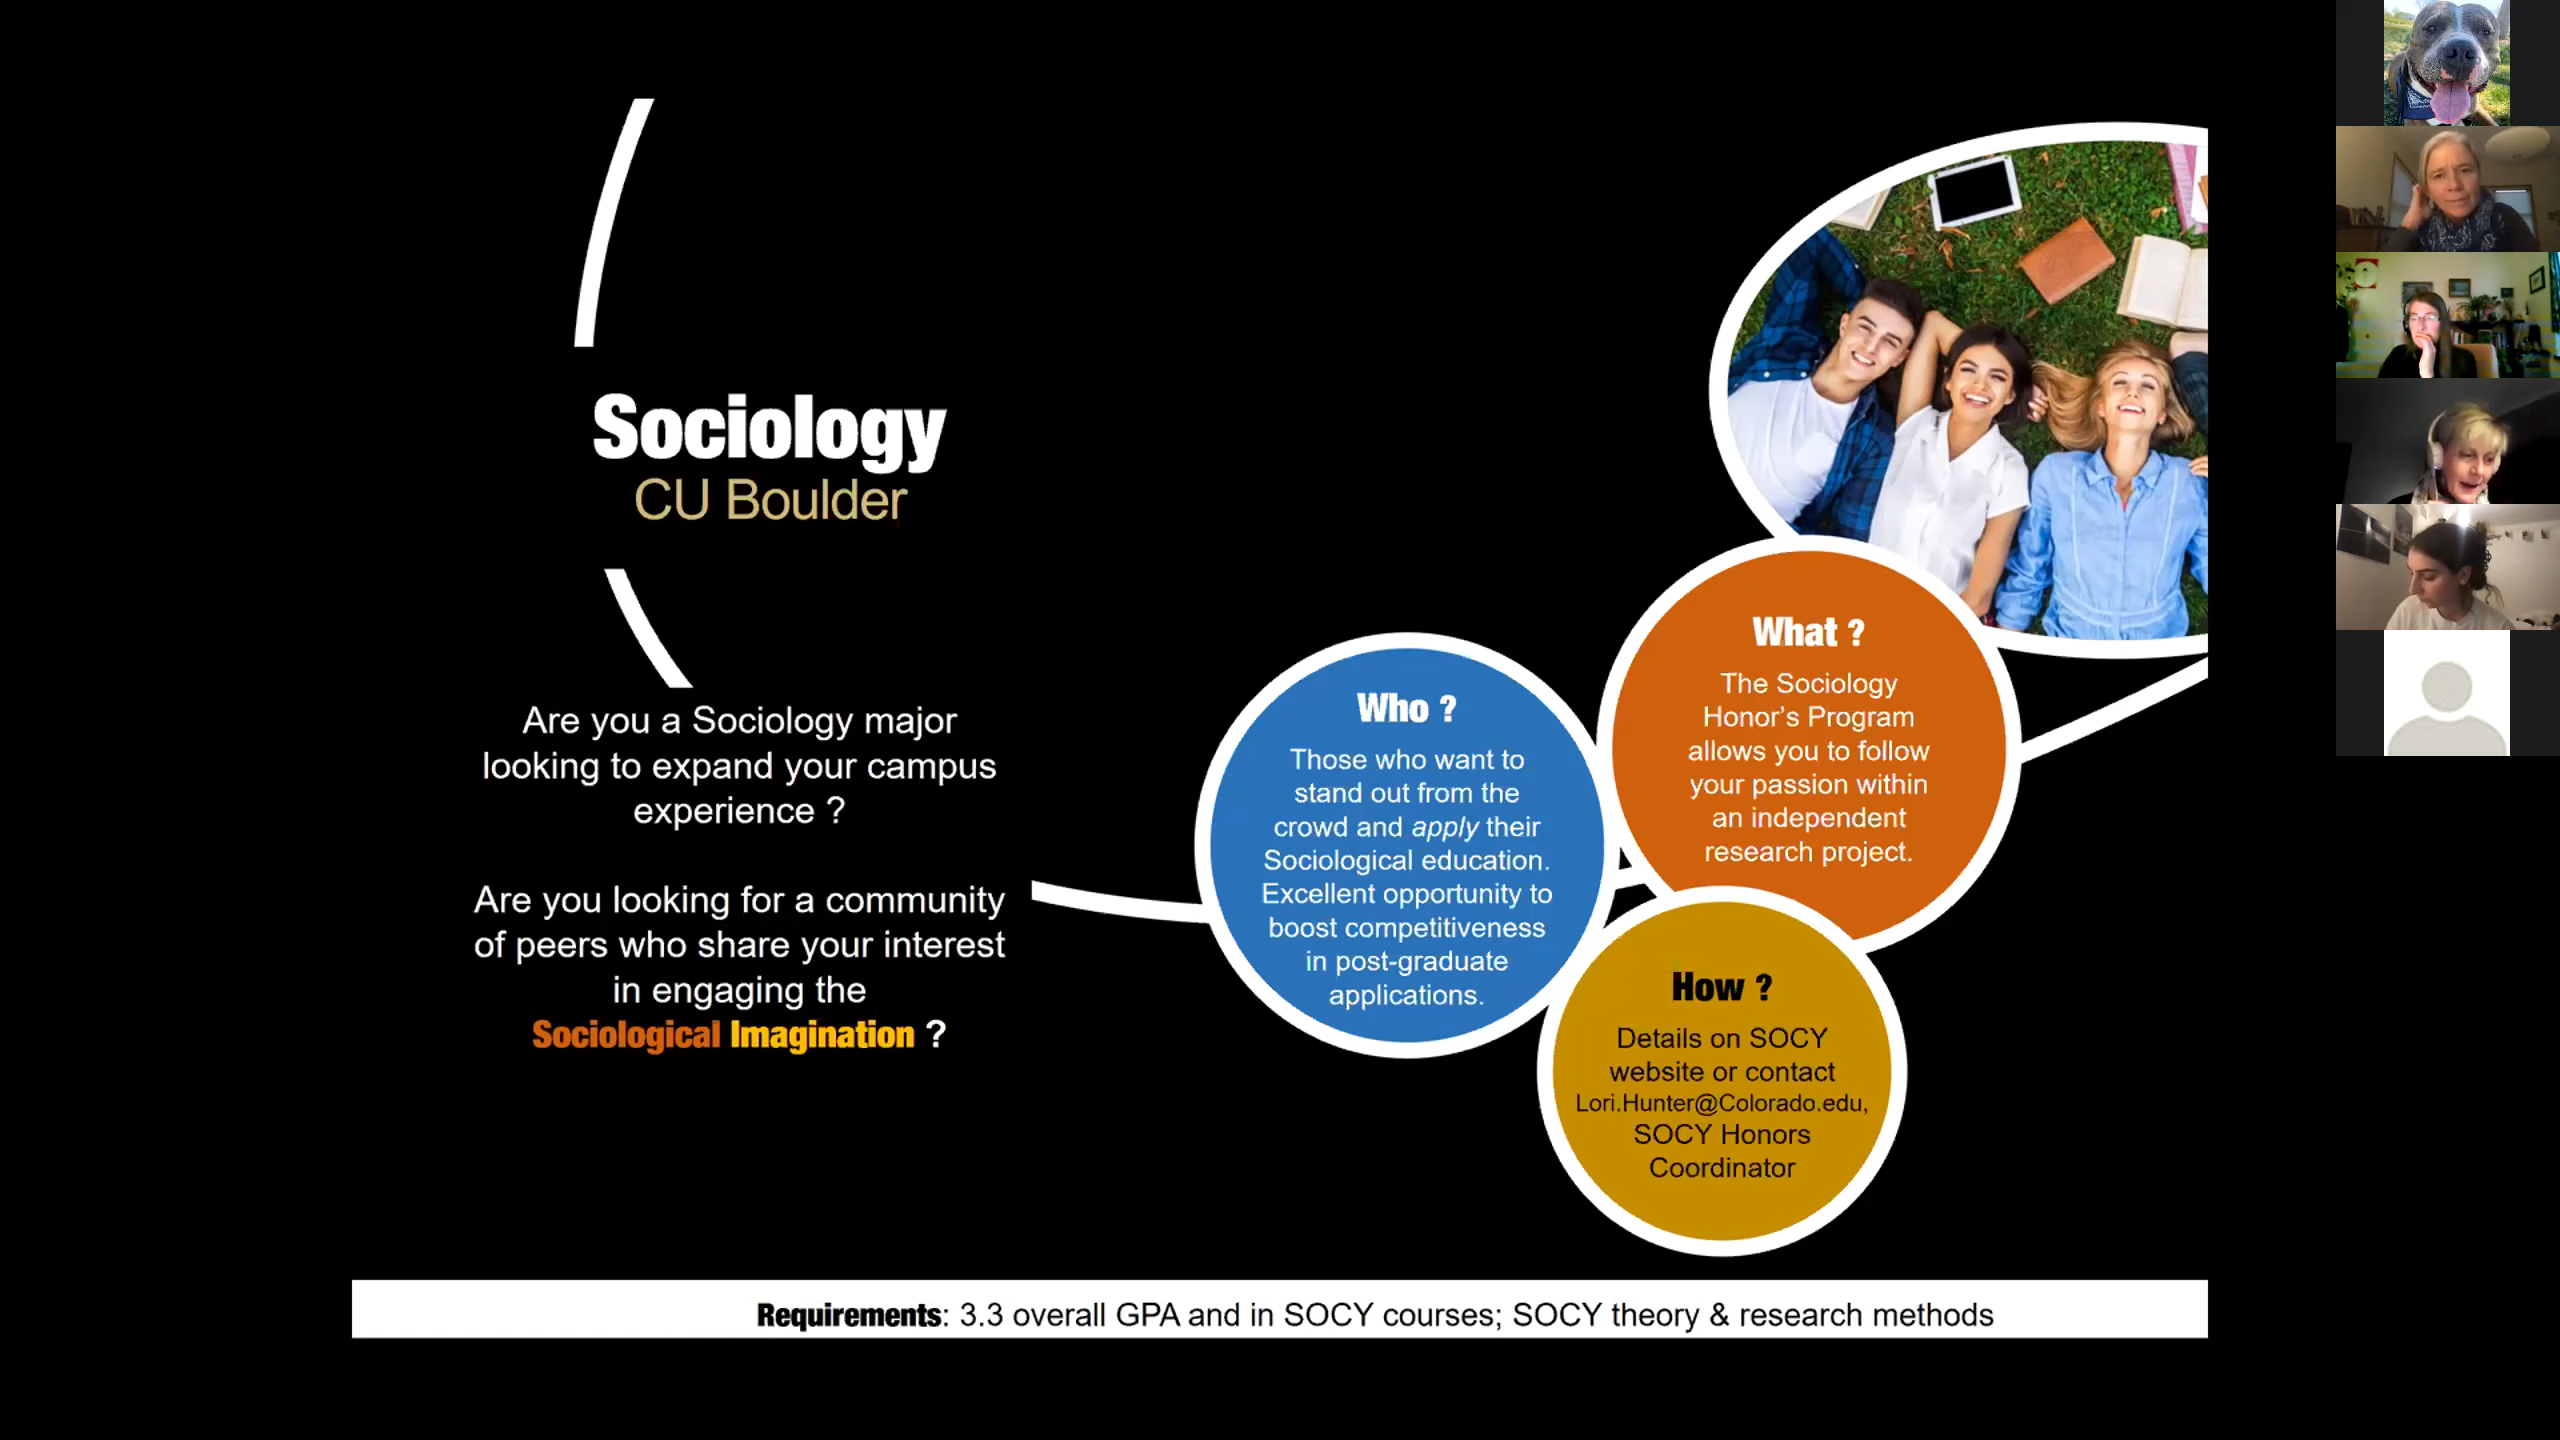 Sociology
CU Boulder
Are you a Sociology major
looking to expand your campus
experience ?
Are you looking for a community
of peers who share your interest
in engaging the
Sociological Imagination ?
Who ?
Those who want to
stand out from the
crowd and apply their
Sociological education.
Excellent opportunity to
boost competitiveness
in post-graduate
applications.
What ?
The Sociology
Honor's Program
allows you to follow
your passion within
an independent
research project.
How ?
Details on SOCY
website or contact
Lori.Hunter@Colorado.edu,
SOCY Honors
Coordinator
Requirements: 3.3 overall GPA and in SOCY courses; SOCY theory & research methods